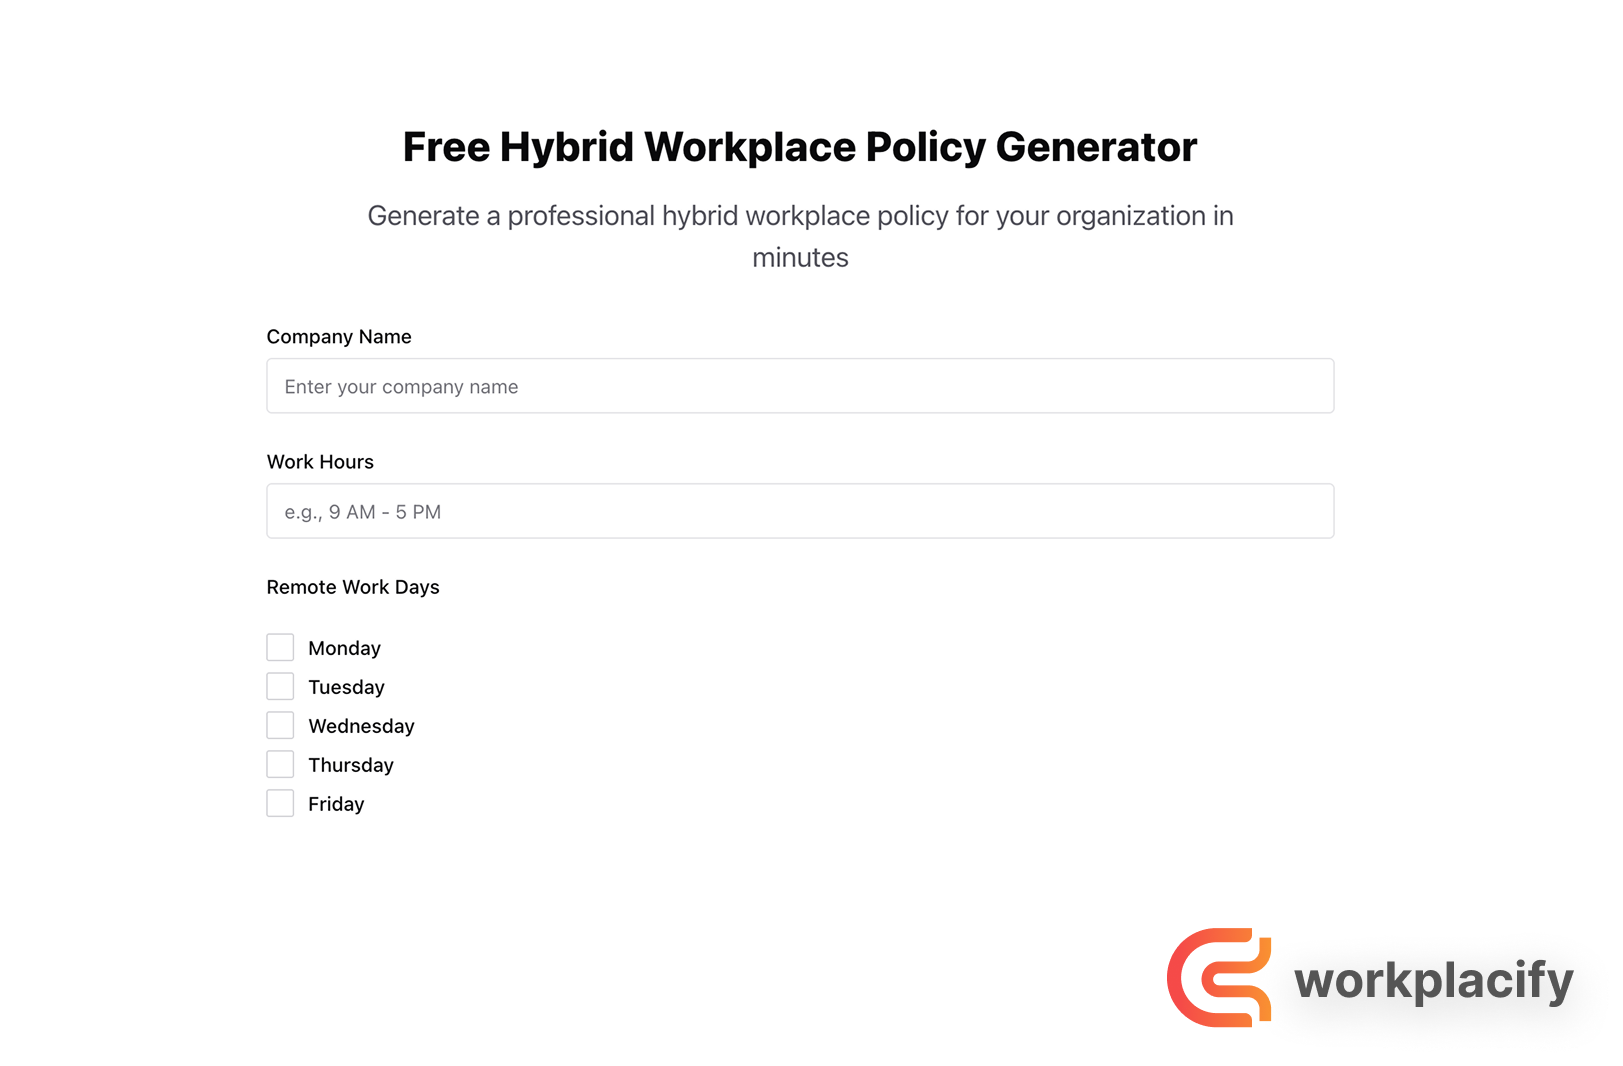 Free Hybrid Workplace Policy Generator
Generate a professional hybrid workplace policy for your organization in
minutes
Company Name
Enter your company name
Work Hours
e.g., 9 AM - 5 PM
Remote Work Days
Monday
Tuesday
Wednesday
Thursday
Friday
workplacify